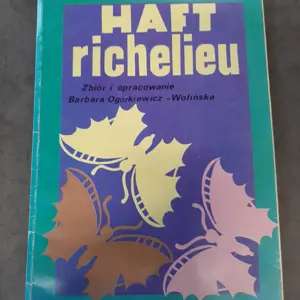 HAFT
richelieu
Zbiór i opracowanie
Barbara Ogórkiewicz-Wolińska